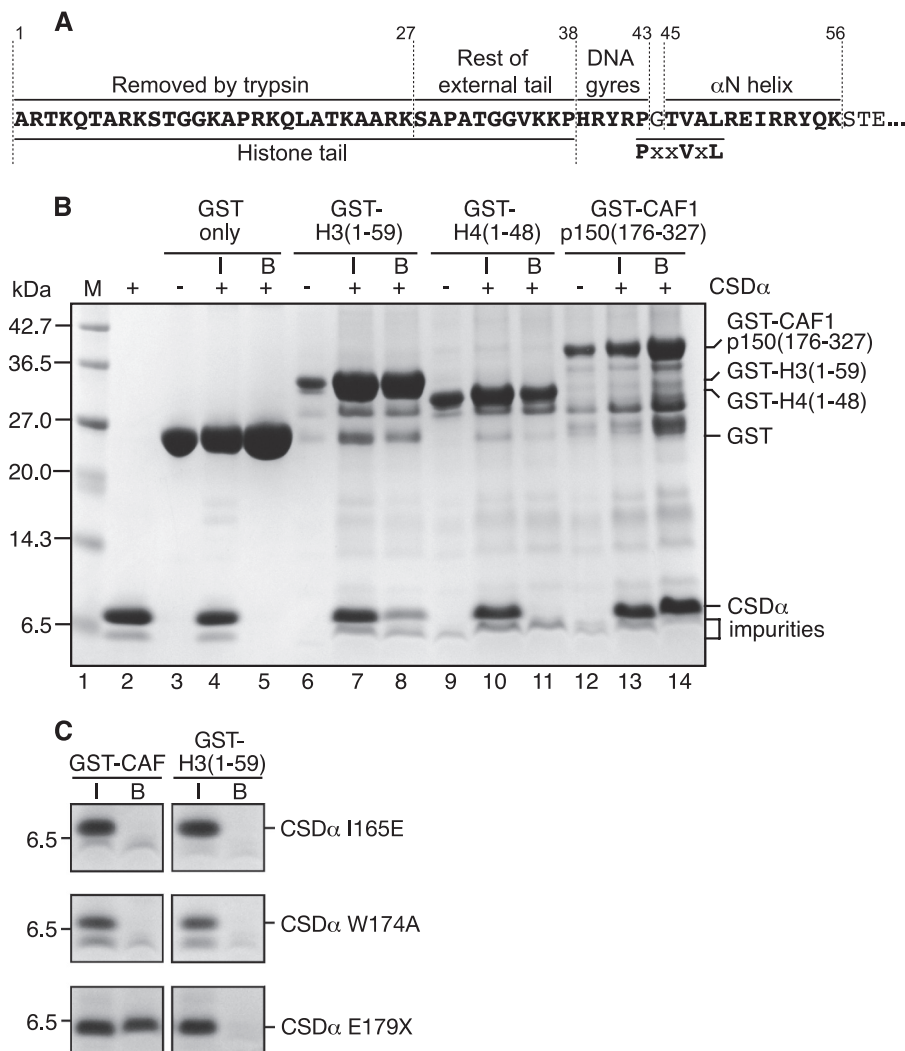 A
1 27 38 43 45 56
Rest of DNA
Removed by trypsin external tail gyres αN helix
ARTKQTARKSTGGKAPRKQLATKAARKSAPATGGVKKPHRYRPGTVALREIRRYQKSTE...
Histone tail PxxVxL
B
GST GST- GST- GST-CAF1
only H3(1-59) H4(1-48) p150(176-327)
I B I B I B I B
kDa M + - + + - + + - + + - + + CSDα
42.7 GST-CAF1
p150(176-327)
36.5 GST-H3(1-59)
GST-H4(1-48)
27.0 GST
20.0
14.3
CSDα
6.5 impurities
1 2 3 4 5 6 7 8 9 10 11 12 13 14
C
GST-
GST-CAF H3(1-59)
I B I B
6.5 CSDα I165E
6.5 CSDα W174A
6.5 CSDα E179X